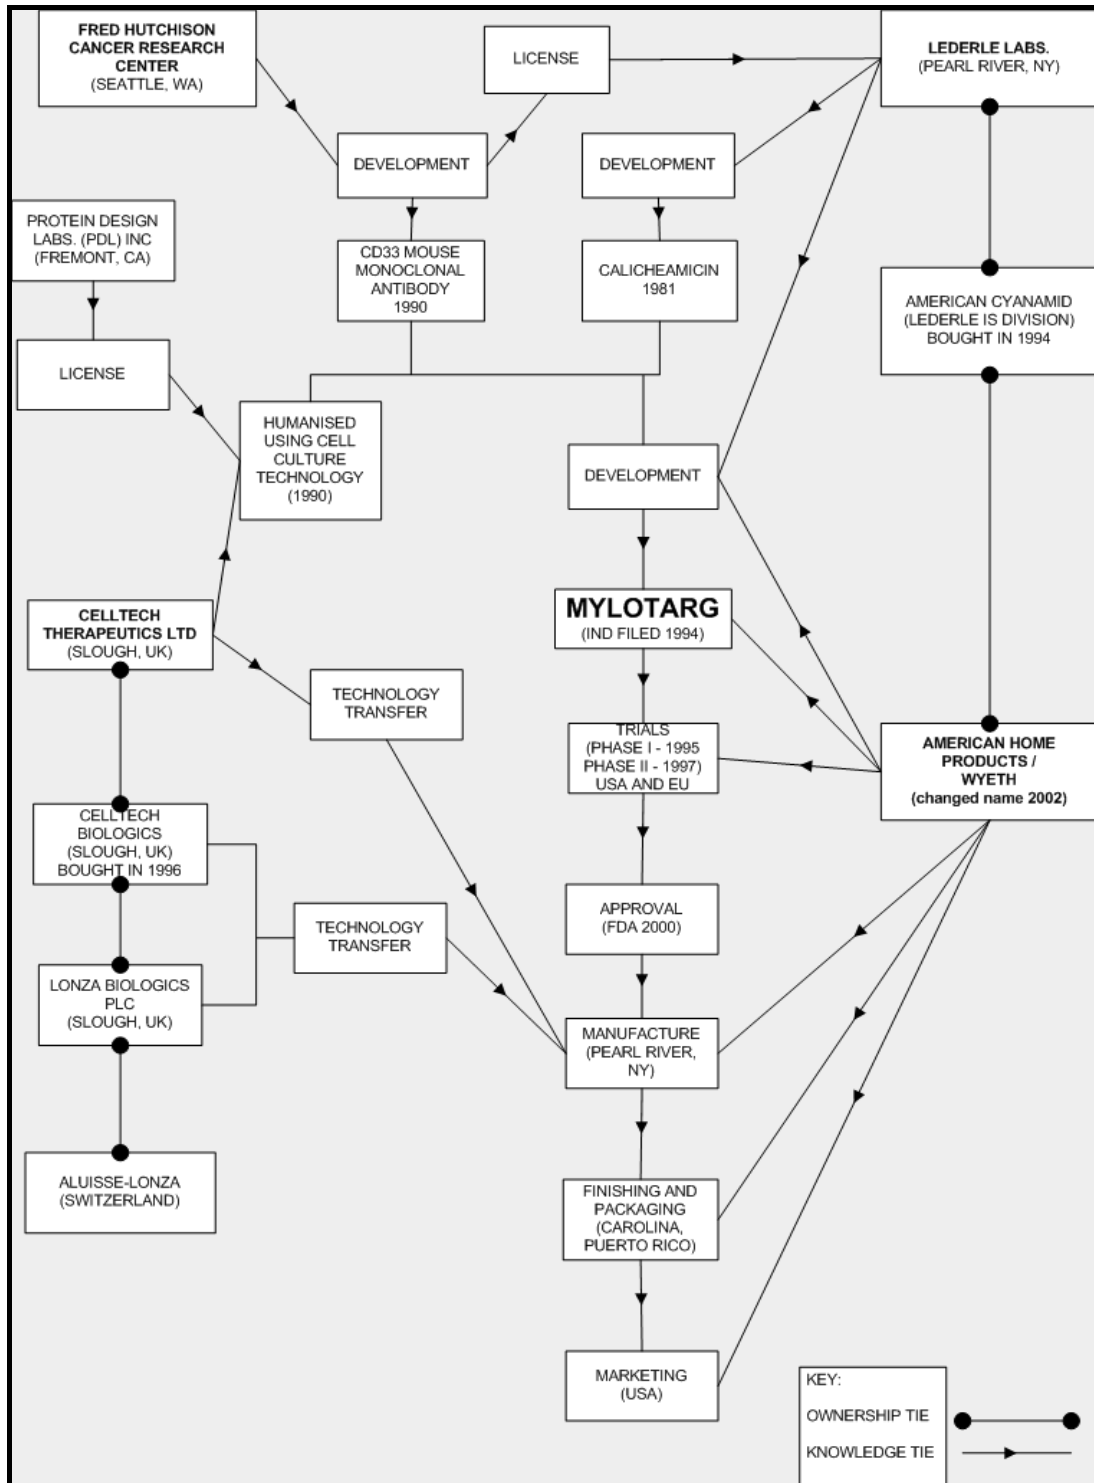 FRED HUTCHISON
CANCER RESEARCH
CENTER
(SEATTLE, WA)
LICENSE
LEDERLE LABS.
(PEARL RIVER, NY)
DEVELOPMENT
DEVELOPMENT
PROTEIN DESIGN
LABS. (PDL) INC
(FREMONT, CA)
CD33 MOUSE
MONOCLONAL
ANTIBODY
1990
CALICHEAMICIN
1981
AMERICAN CYANAMID
(LEDERLE IS DIVISION)
BOUGHT IN 1994
LICENSE
HUMANISED
USING CELL
CULTURE
TECHNOLOGY
(1990)
DEVELOPMENT
CELLTECH
THERAPEUTICS LTD
(SLOUGH, UK)
MYLOTARG
(IND FILED 1994)
TECHNOLOGY
TRANSFER
TRIALS
(PHASE I - 1995
PHASE II - 1997)
USA AND EU
AMERICAN HOME
PRODUCTS /
WYETH
(changed name 2002)
CELLTECH
BIOLOGICS
(SLOUGH, UK)
BOUGHT IN 1996
TECHNOLOGY
TRANSFER
APPROVAL
(FDA 2000)
LONZA BIOLOGICS
PLC
(SLOUGH, UK)
MANUFACTURE
(PEARL RIVER,
NY)
ALUISSE-LONZA
(SWITZERLAND)
FINISHING AND
PACKAGING
(CAROLINA,
PUERTO RICO)
MARKETING
(USA)
KEY:
OWNERSHIP TIE
KNOWLEDGE TIE